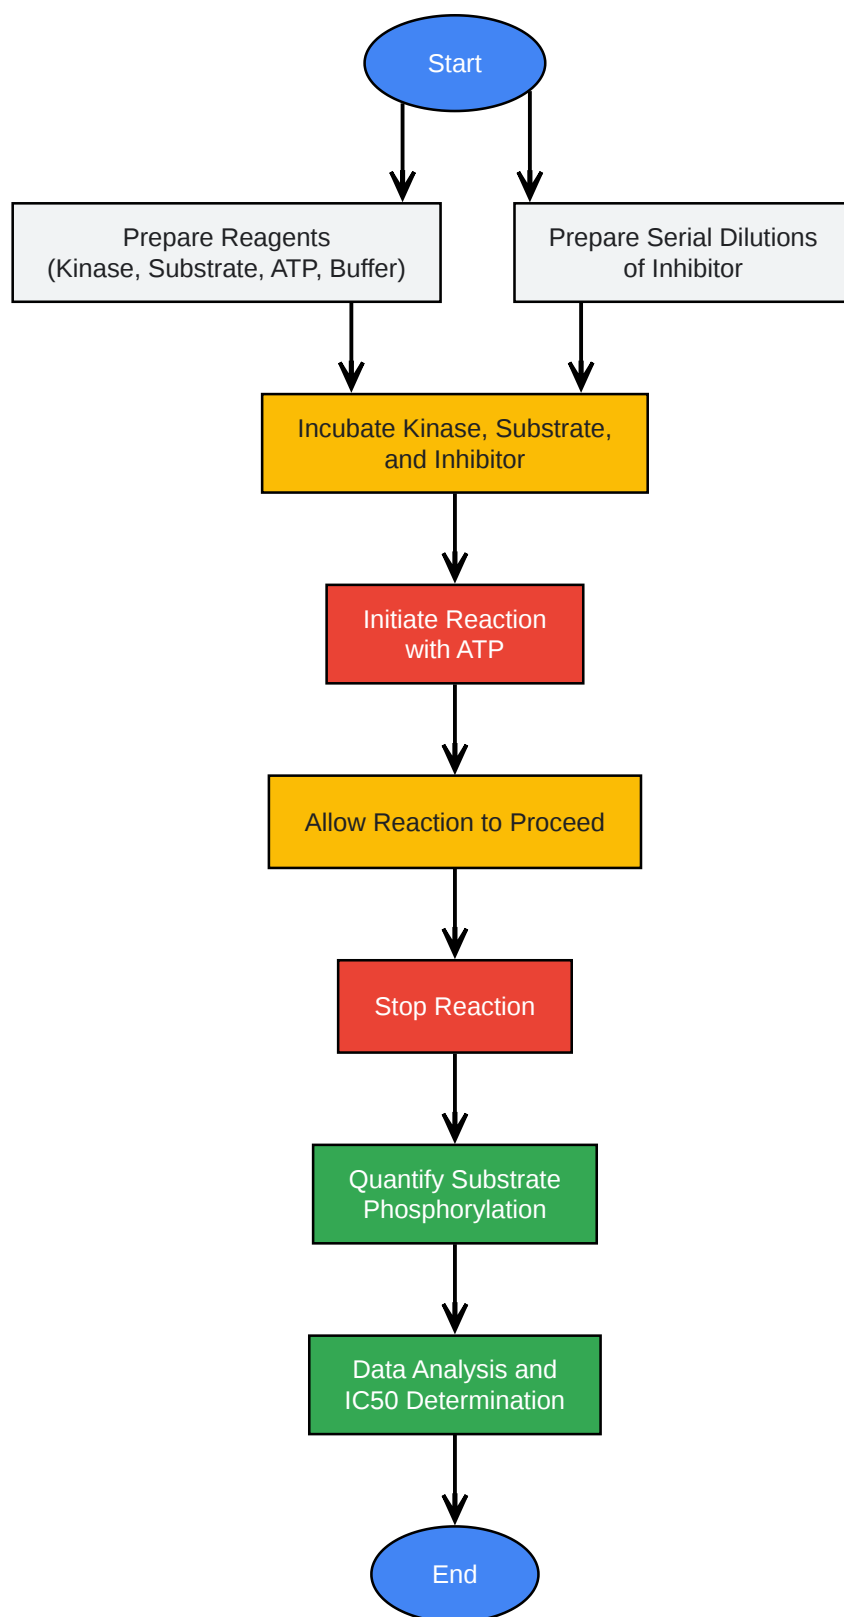 Start
Prepare Reagents
(Kinase, Substrate, ATP, Buffer)
Prepare Serial Dilutions
of Inhibitor
Incubate Kinase, Substrate,
and Inhibitor
Initiate Reaction
with ATP
Allow Reaction to Proceed
Stop Reaction
Quantify Substrate
Phosphorylation
Data Analysis and
IC50 Determination
End